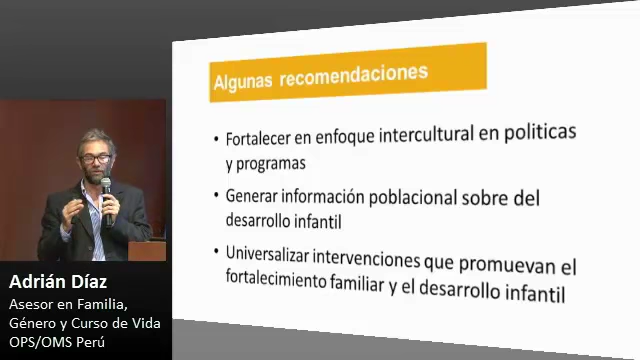 Algunas recomendaciones
• Fortalecer en enfoque intercultural en politicas
y programas
• Generar información poblacional sobre del
desarrollo infantil
• Universalizar intervenciones que promuevan el
fortalecimiento familiar y el desarrollo infantil
Adrián Díaz
Asesor en Familia,
Género y Curso de Vida
OPS/OMS Perú